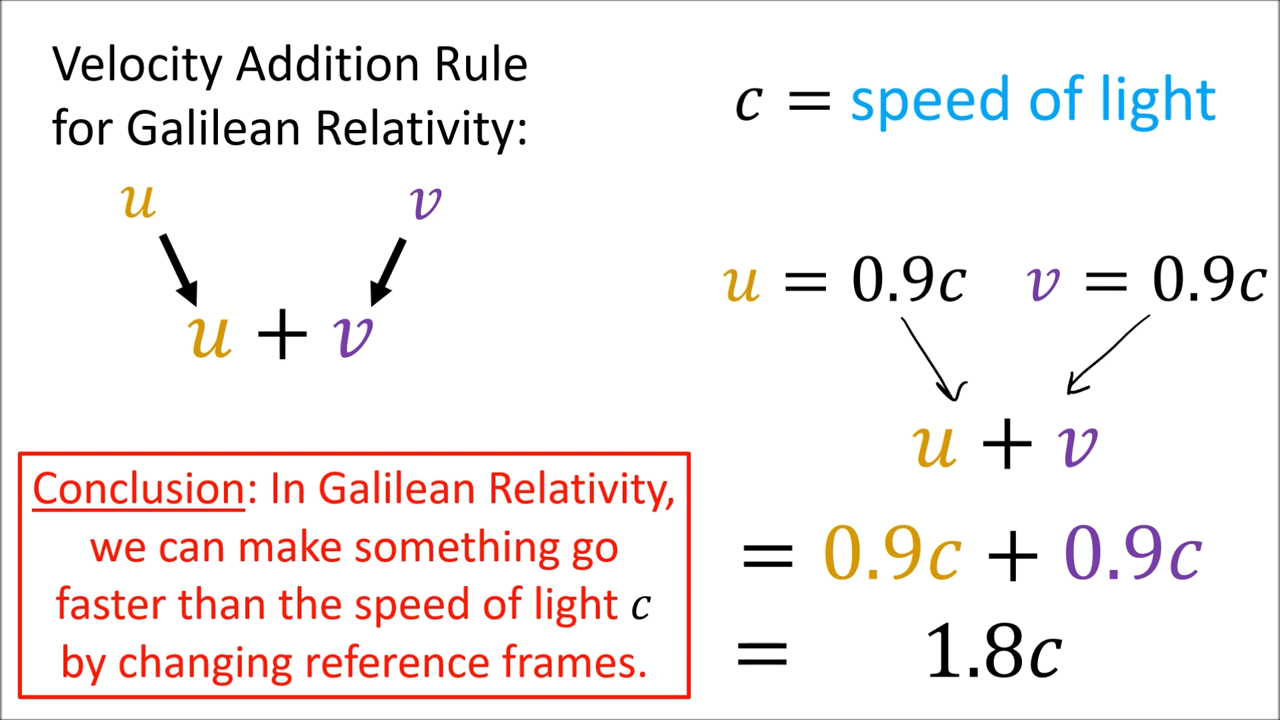 Velocity Addition Rule
for Galilean Relativity:
u v
u + v
Conclusion: In Galilean Relativity,
we can make something go
faster than the speed of light c
by changing reference frames.
c = speed of light
u = 0.9c v = 0.9c
u + v
= 0.9c + 0.9c
= 1.8c